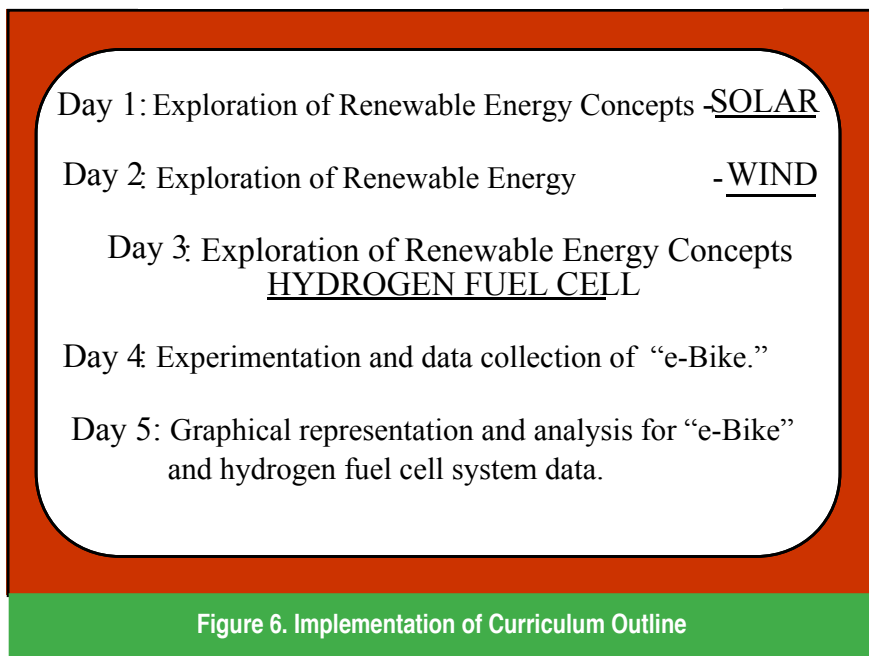 Day 1: Exploration of Renewable Energy Concepts -SOLAR
Day 2: Exploration of Renewable Energy -WIND
Day 3: Exploration of Renewable Energy Concepts
HYDROGEN FUEL CELL
Day 4: Experimentation and data collection of “e-Bike.”
Day 5: Graphical representation and analysis for “e-Bike”
and hydrogen fuel cell system data.
Figure 6. Implementation of Curriculum Outline